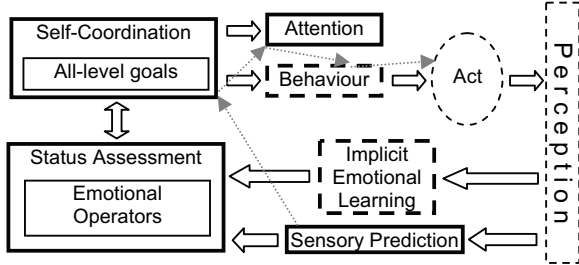 Self-Coordination
All-level goals
Attention
Behaviour
Act
Perception
Status Assessment
Emotional
Operators
Implicit
Emotional
Learning
Sensory Prediction